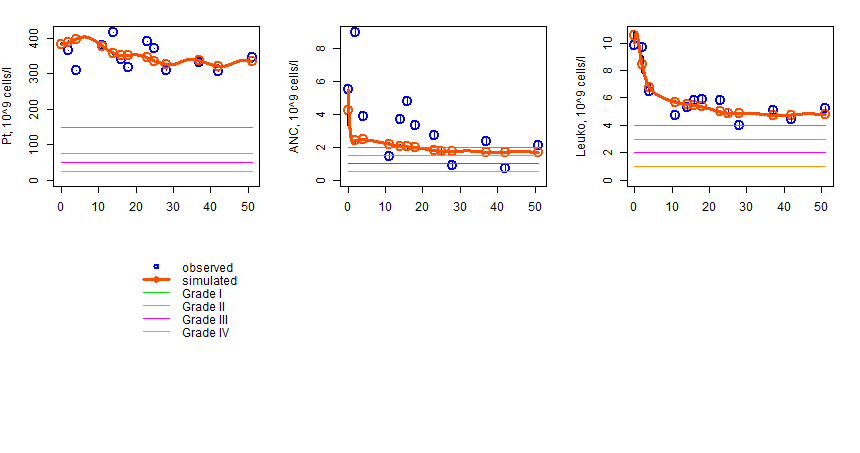 Pt, 10^9 cells/l
0 100 200 300 400
0 10 20 30 40 50
ANC, 10^9 cells/l
0 2 4 6 8
0 10 20 30 40 50
Leuko, 10^9 cells/l
0 2 4 6 8 10
0 10 20 30 40 50
observed
simulated
Grade I
Grade II
Grade III
Grade IV